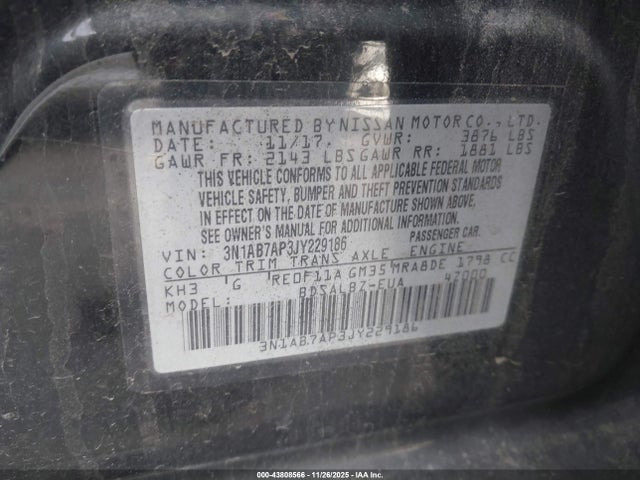 MANUFACTURED BY NISSAN MOTOR CO., LTD.
DATE: 11/17 GVWR: 3876 LBS
GAWR FR: 2143 LBS GAWR RR: 1881 LBS
THIS VEHICLE CONFORMS TO ALL APPLICABLE FEDERAL MOTOR
VEHICLE SAFETY, BUMPER AND THEFT PREVENTION STANDARDS
IN EFFECT ON THE DATE OF MANUFACTURE SHOWN ABOVE.
SEE OWNER'S MANUAL FOR ADDITIONAL INFORMATION
VIN: 3N1AB7AP3JY229186 PASSENGER CAR.
COLOR TRIM TRANS AXLE ENGINE
KH3 G RE0F11A GM35 MRA8DE 1798 CC
MODEL: BDSALBZ-EUA 42000
3N1AB7AP3JY229186
000-43808566 - 11/26/2025 - IAA Inc.